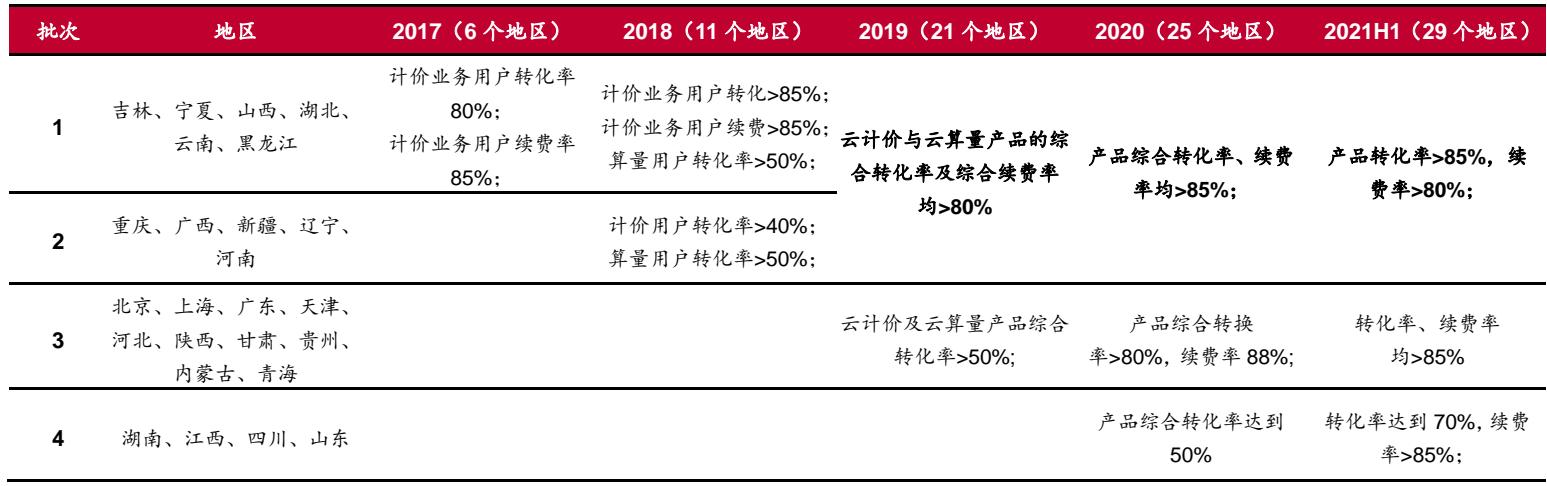 批次 地区 2017（6 个地区） 2018（11 个地区） 2019（21 个地区） 2020（25 个地区） 2021H1（29 个地区）
1
吉林、宁夏、山西、湖北、
云南、黑龙江
计价业务用户转化率
80%；
计价业务用户续费率
85%；
计价业务用户转化>85%；
计价业务用户续费>85%；
算量用户转化率>50%；
云计价与云算量产品的综
合转化率及综合续费率
均>80%
产品综合转化率、续费
率均>85%；
产品转化率>85%，续
费率>80%；
2
重庆、广西、新疆、辽宁、
河南
计价用户转化率>40%；
算量用户转化率>50%；
3
北京、上海、广东、天津、
河北、陕西、甘肃、贵州、
内蒙古、青海
云计价及云算量产品综合
转化率>50%;
产品综合转换
率>80%，续费率 88%;
转化率、续费率
均>85%
4
湖南、江西、四川、山东
产品综合转化率达到
50%
转化率达到 70%，续费
率>85%；